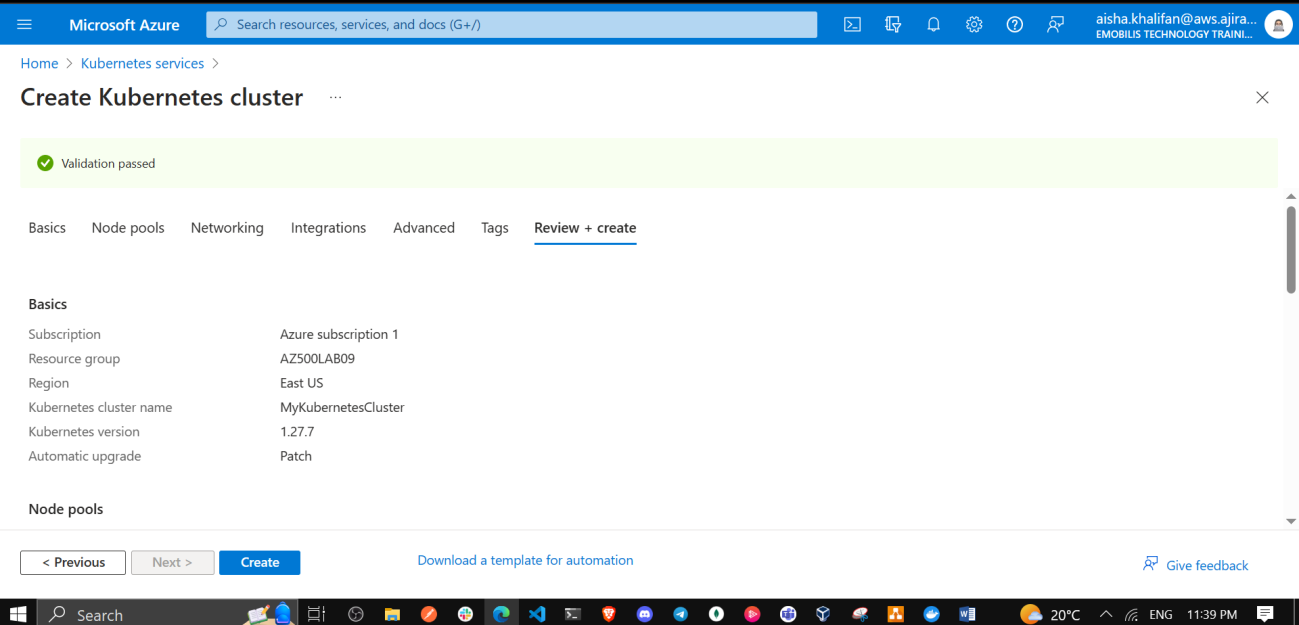 Microsoft Azure
Search resources, services, and docs (G+/)
aisha.khalifan@aws.ajira...
EMOBILIS TECHNOLOGY TRAINI...
Home > Kubernetes services >
Create Kubernetes cluster ...
Validation passed
Basics Node pools Networking Integrations Advanced Tags Review + create
Basics
Subscription Azure subscription 1
Resource group AZ500LAB09
Region East US
Kubernetes cluster name MyKubernetesCluster
Kubernetes version 1.27.7
Automatic upgrade Patch
Node pools
< Previous Next > Create Download a template for automation Give feedback
Search 20°C ENG 11:39 PM